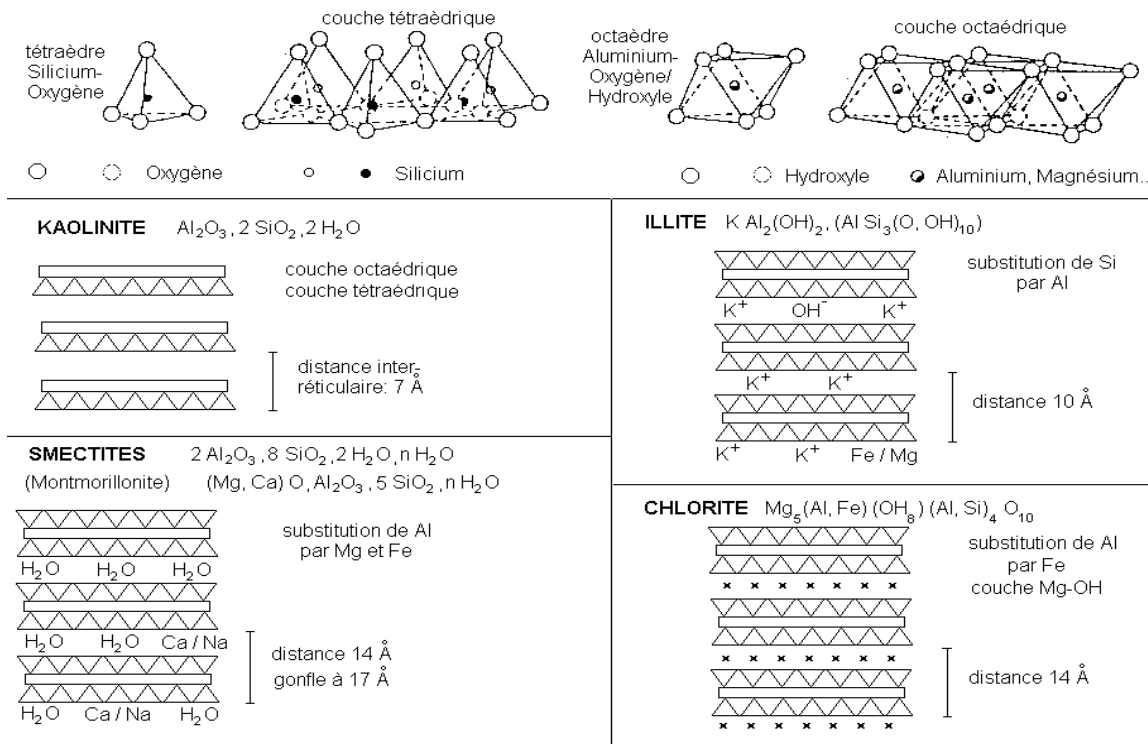 couche tétraèdrique
tétraèdre
Silicium-
Oxygène
octaèdre
Aluminium-
Oxygène/
Hydroxyle
couche octaédrique
Oxygène
Silicium
Hydroxyle
Aluminium, Magnésium...
KAOLINITE Al₂O₃, 2 SiO₂, 2 H₂O
couche octaédrique
couche tétraédrique
distance inter-
réticulaire: 7 Å
ILLITE K Al₂(OH)₂, (Al Si₃(O, OH)₁₀)
substitution de Si
par Al
K⁺ OH⁻ K⁺
K⁺ K⁺
distance 10 Å
K⁺ K⁺ Fe / Mg
SMECTITES 2 Al₂O₃, 8 SiO₂, 2 H₂O, n H₂O
(Montmorillonite) (Mg, Ca) O, Al₂O₃, 5 SiO₂, n H₂O
substitution de Al
par Mg et Fe
H₂O H₂O H₂O
H₂O H₂O Ca / Na
distance 14 Å
gonfle à 17 Å
H₂O Ca / Na H₂O
CHLORITE Mg₅(Al, Fe) (OH₈) (Al, Si)₄ O₁₀
substitution de Al
par Fe
couche Mg-OH
distance 14 Å